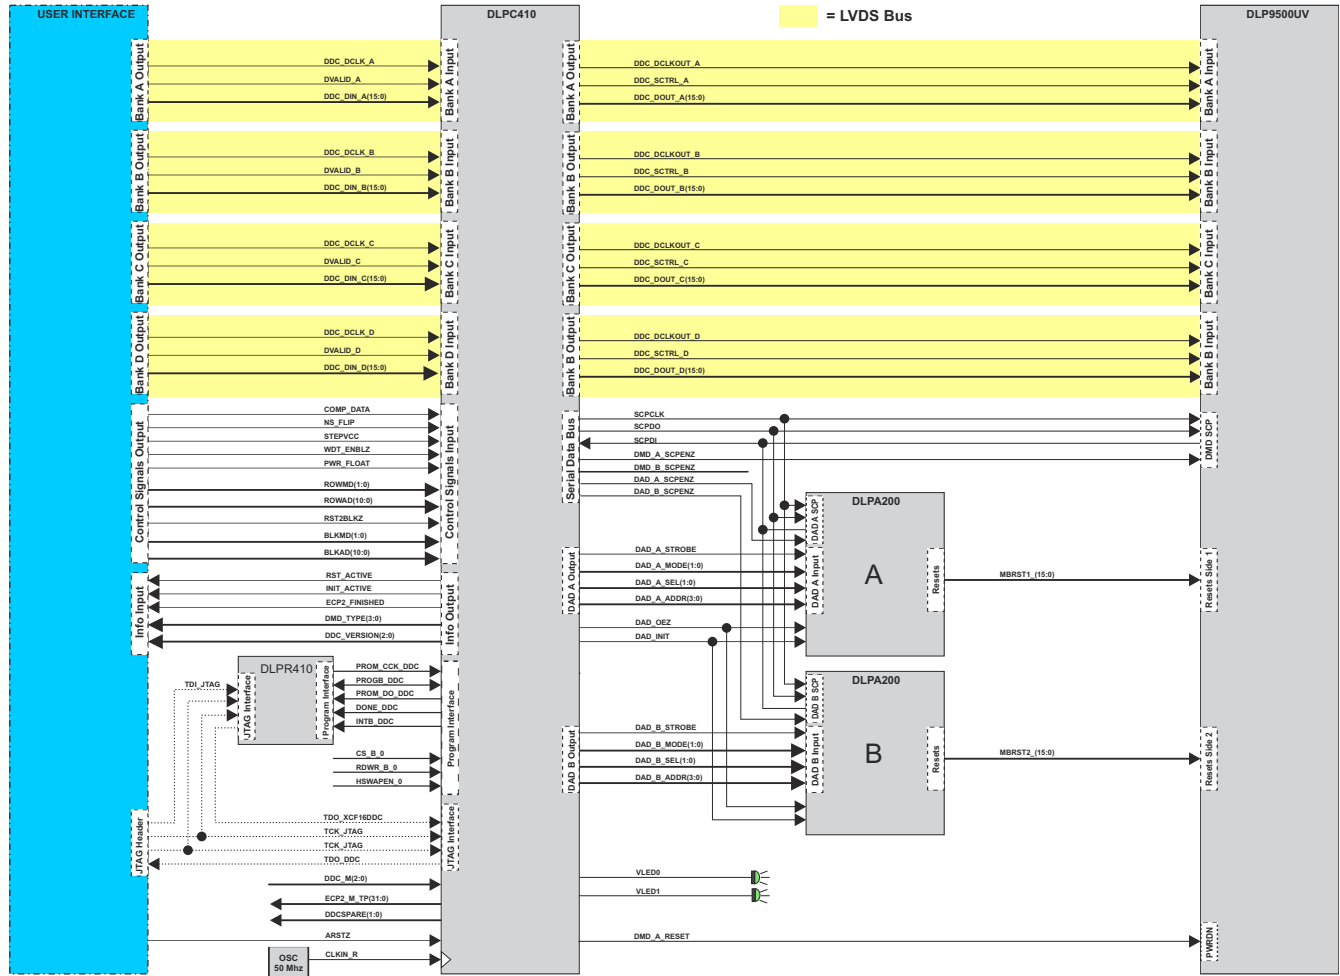 USER INTERFACE
DLPC410
= LVDS Bus
DLP9500UV
Bank A Output
DDC_DCLK_A
DVALID_A
DDC_DIN_A(15:0)
Bank A Input
Bank A Output
DDC_DCLKOUT_A
DDC_SCTRL_A
DDC_DOUT_A(15:0)
Bank A Input
Bank B Output
DDC_DCLK_B
DVALID_B
DDC_DIN_B(15:0)
Bank B Input
Bank B Output
DDC_DCLKOUT_B
DDC_SCTRL_B
DDC_DOUT_B(15:0)
Bank B Input
Bank C Output
DDC_DCLK_C
DVALID_C
DDC_DIN_C(15:0)
Bank C Input
Bank C Output
DDC_DCLKOUT_C
DDC_SCTRL_C
DDC_DOUT_C(15:0)
Bank B Input
Bank D Output
DDC_DCLK_D
DVALID_D
DDC_DIN_D(15:0)
Bank D Input
Bank B Output
DDC_DCLKOUT_D
DDC_SCTRL_D
DDC_DOUT_D(15:0)
Bank B Input
Control Signals Output
COMP_DATA
NS_FLIP
STEPVCC
WDT_ENBLZ
PWR_FLOAT
ROWMD(1:0)
ROWAD(10:0)
RST2BLKZ
BLKMD(1:0)
BLKAD(10:0)
Control Signals Input
Serial Data Bus
SCPCLK
SCPDO
SCPDI
DMD_A_SCPENZ
DMD_B_SCPENZ
DAD_A_SCPENZ
DAD_B_SCPENZ
DMD SCP
DLPA200
DAD A SCP
DAD A Output
DAD_A_STROBE
DAD_A_MODE(1:0)
DAD_A_SEL(1:0)
DAD_A_ADDR(3:0)
DAD_OEZ
DAD_INIT
DAD A Input
A
Resets
MBRST1_(15:0)
Resets Side 1
Info Input
RST_ACTIVE
INIT_ACTIVE
ECP2_FINISHED
DMD_TYPE(3:0)
DDC_VERSION(2:0)
Info Output
DLPR410
TDI_JTAG
JTAG Interface
Program Interface
PROM_CCK_DDC
PROGB_DDC
PROM_DO_DDC
DONE_DDC
INTB_DDC
CS_B_0
RDWR_B_0
HSWAPEN_0
Program Interface
DLPA200
DAD B SCP
DAD B Output
DAD_B_STROBE
DAD_B_MODE(1:0)
DAD_B_SEL(1:0)
DAD_B_ADDR(3:0)
DAD B Input
B
Resets
MBRST2_(15:0)
Resets Side 2
JTAG Header
TDO_XCF16DDC
TCK_JTAG
TCK_JTAG
TDO_DDC
JTAG Interface
DDC_M(2:0)
ECP2_M_TP(31:0)
DDCSPARE(1:0)
ARSTZ
OSC
50 Mhz
CLKIN_R
VLED0
VLED1
DMD_A_RESET
PWRDN